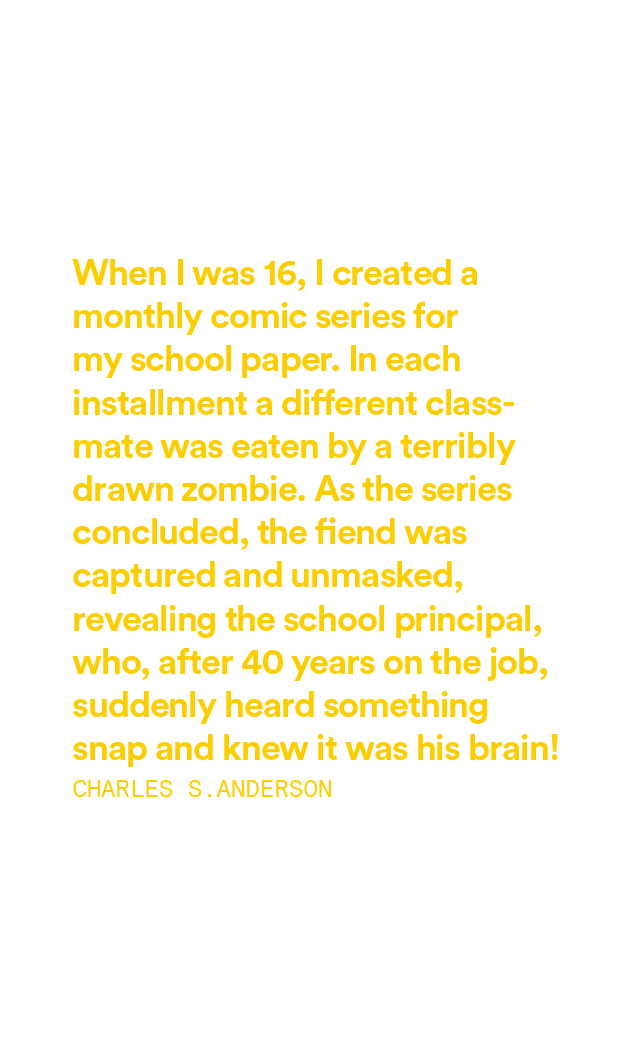 When I was 16, I created a
monthly comic series for
my school paper. In each
installment a different class-
mate was eaten by a terribly
drawn zombie. As the series
concluded, the fiend was
captured and unmasked,
revealing the school principal,
who, after 40 years on the job,
suddenly heard something
snap and knew it was his brain!
CHARLES S.ANDERSON